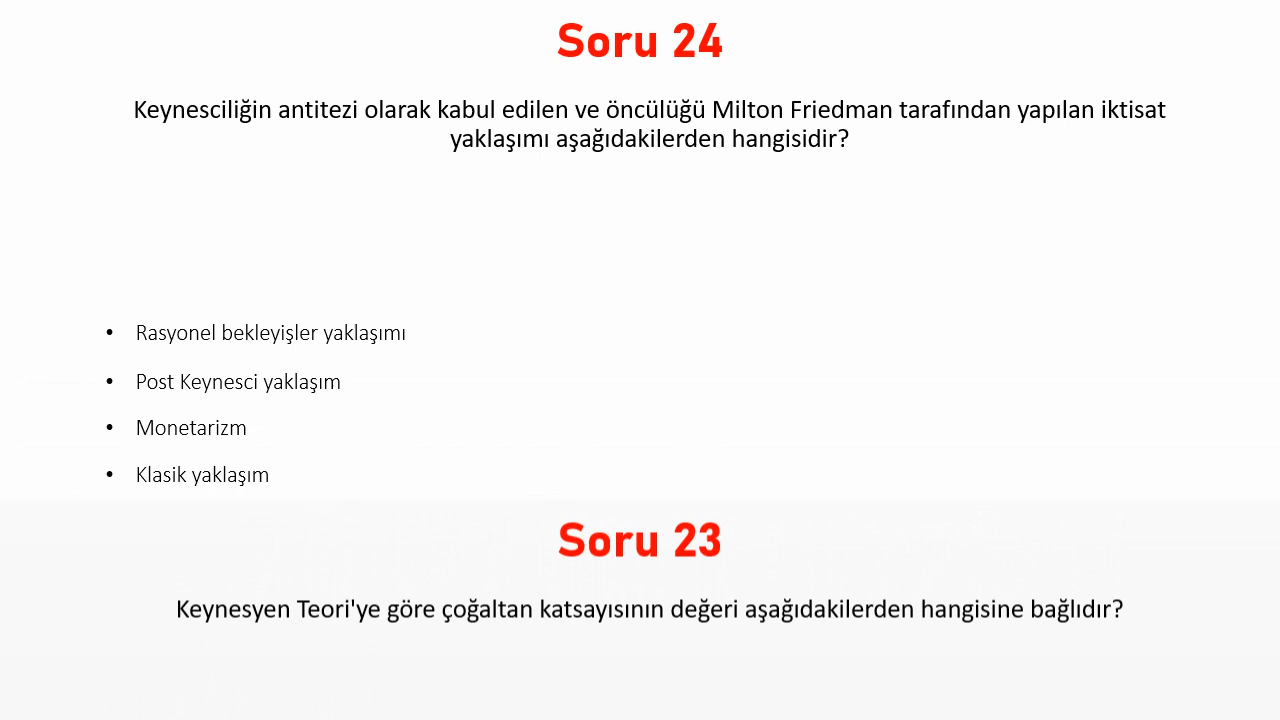 Soru 24
Keynesciliğin antitezi olarak kabul edilen ve öncülüğü Milton Friedman tarafından yapılan iktisat
yaklaşımı aşağıdakilerden hangisidir?
• Rasyonel bekleyişler yaklaşımı
• Post Keynesci yaklaşım
• Monetarizm
• Klasik yaklaşım
Soru 23
Keynesyen Teori'ye göre çoğaltan katsayısının değeri aşağıdakilerden hangisine bağlıdır?